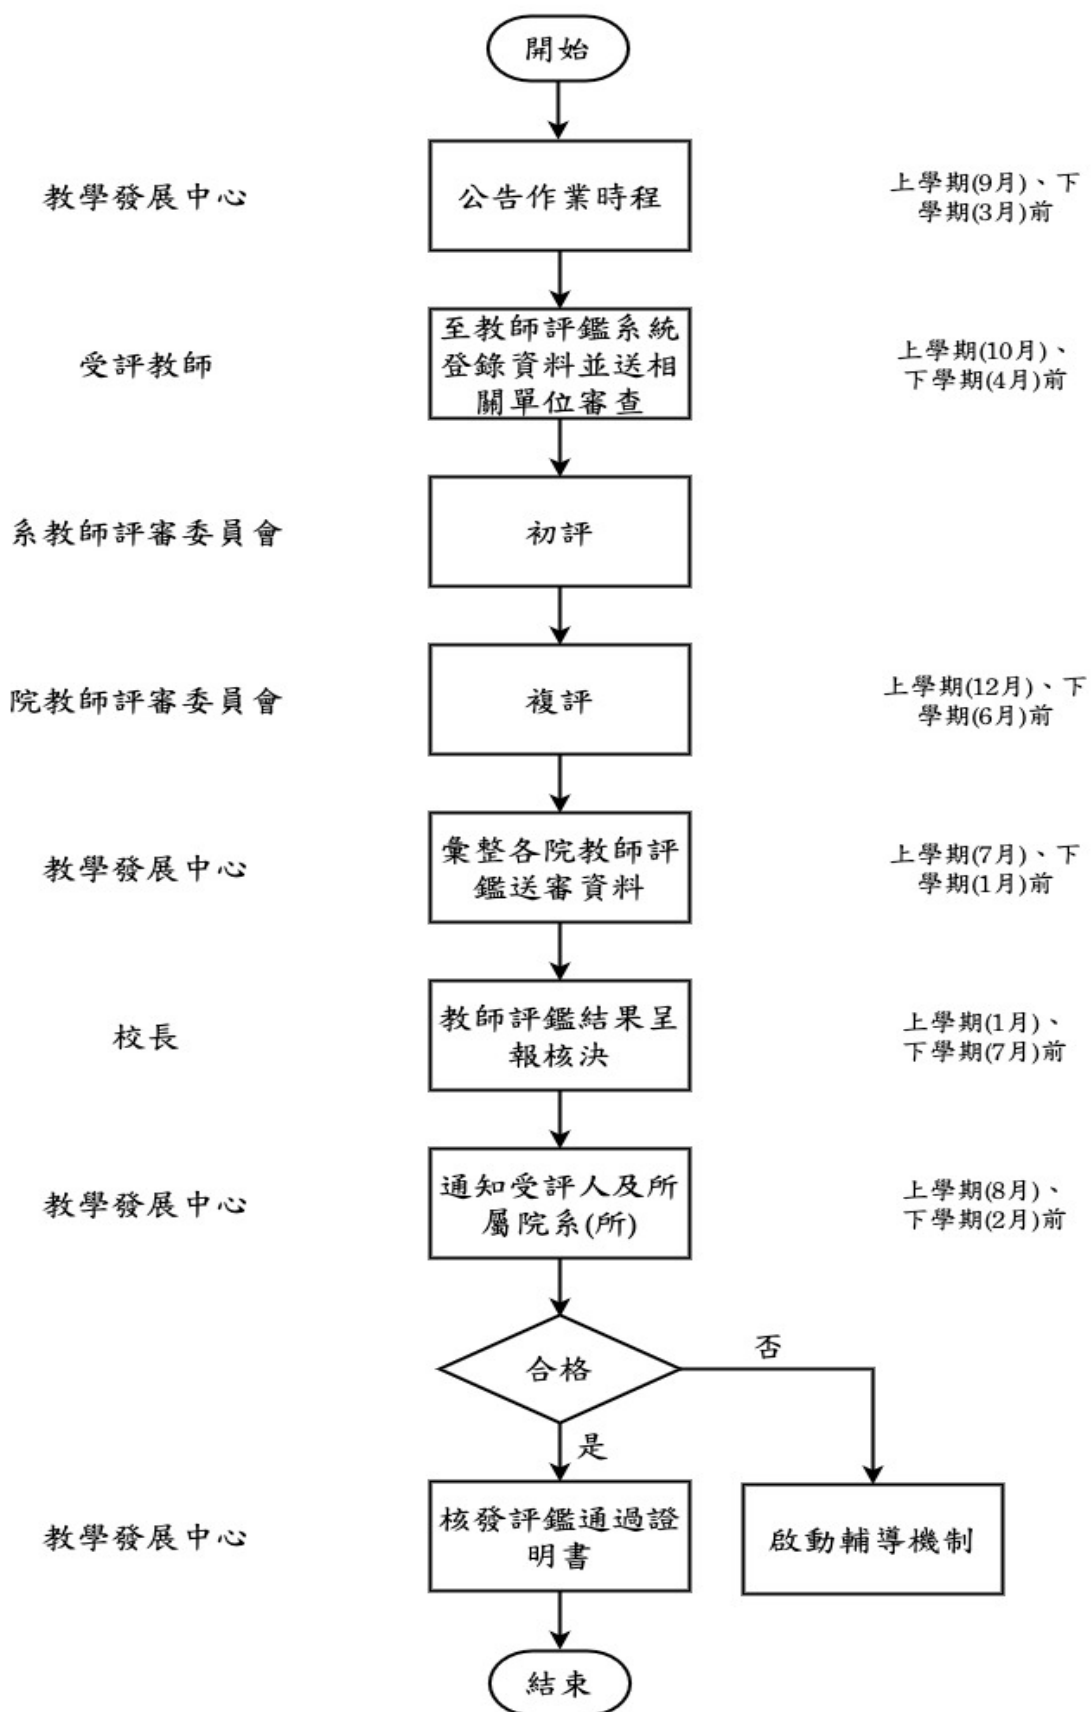 開始
教學發展中心
公告作業時程
上學期(9月)、下
學期(3月)前
受評教師
至教師評鑑系統
登錄資料並送相
關單位審查
上學期(10月)、
下學期(4月)前
系教師評審委員會
初評
院教師評審委員會
複評
上學期(12月)、下
學期(6月)前
教學發展中心
彙整各院教師評
鑑送審資料
上學期(7月)、下
學期(1月)前
校長
教師評鑑結果呈
報核決
上學期(1月)、
下學期(7月)前
教學發展中心
通知受評人及所
屬院系(所)
上學期(8月)、
下學期(2月)前
合格
否
是
教學發展中心
核發評鑑通過證
明書
啟動輔導機制
結束